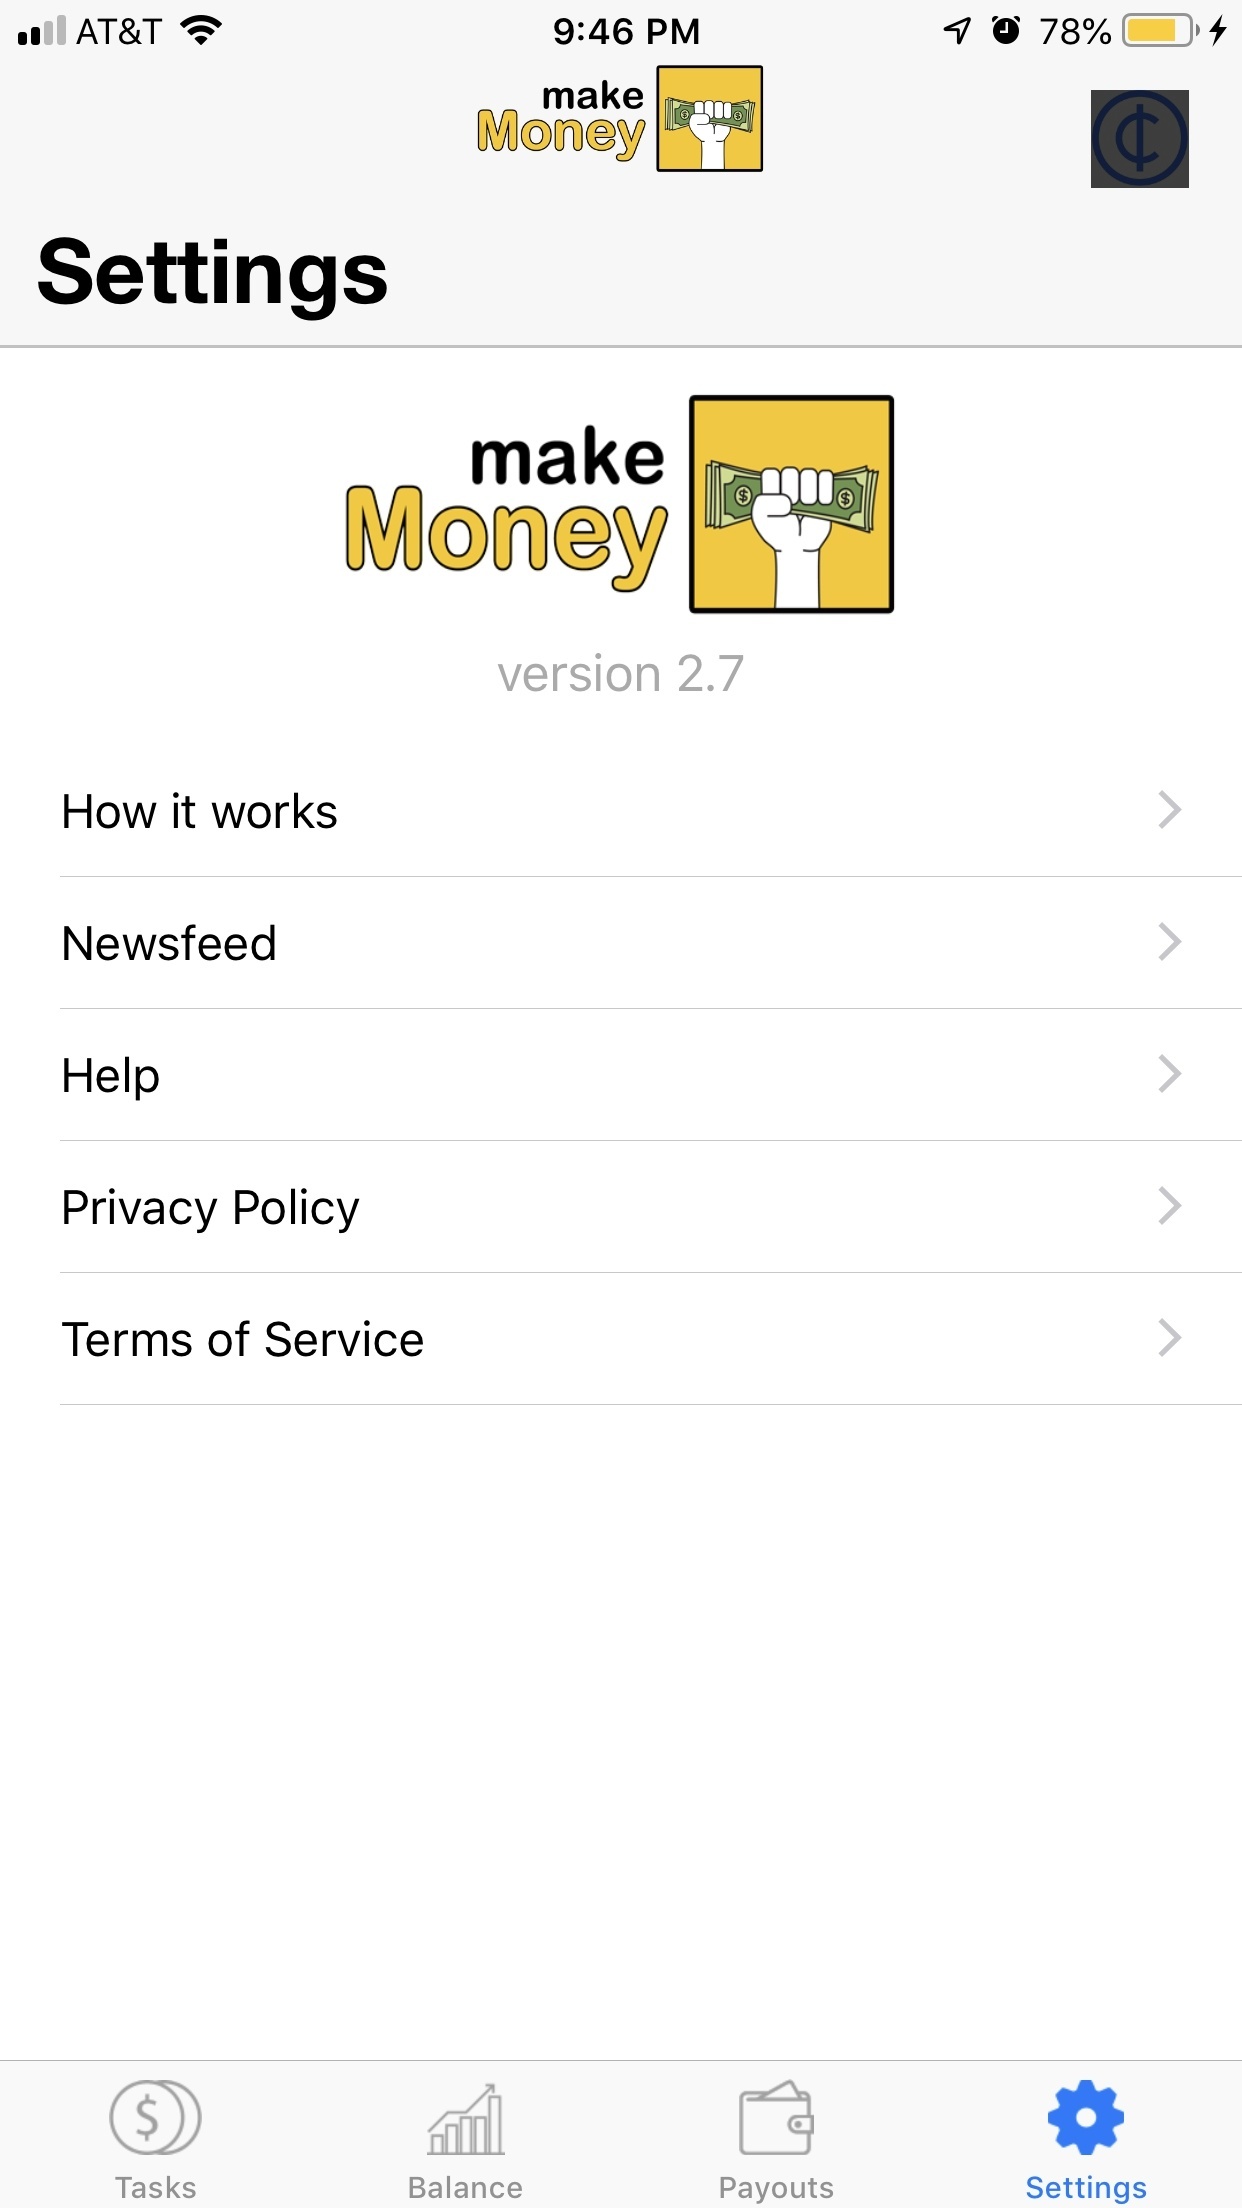 AT&T 9:46 PM 78%
make
Money
Settings
make
Money
version 2.7
How it works
Newsfeed
Help
Privacy Policy
Terms of Service
Tasks Balance Payouts Settings